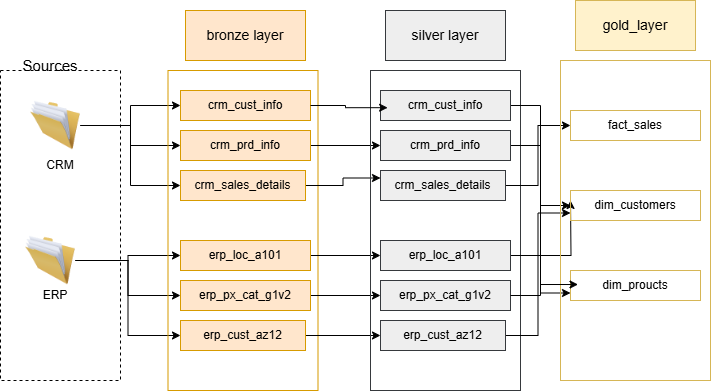 bronze layer
silver layer
gold_layer
Sources
CRM
ERP
crm_cust_info
crm_prd_info
crm_sales_details
erp_loc_a101
erp_px_cat_g1v2
erp_cust_az12
crm_cust_info
crm_prd_info
crm_sales_details
erp_loc_a101
erp_px_cat_g1v2
erp_cust_az12
fact_sales
dim_customers
dim_proucts